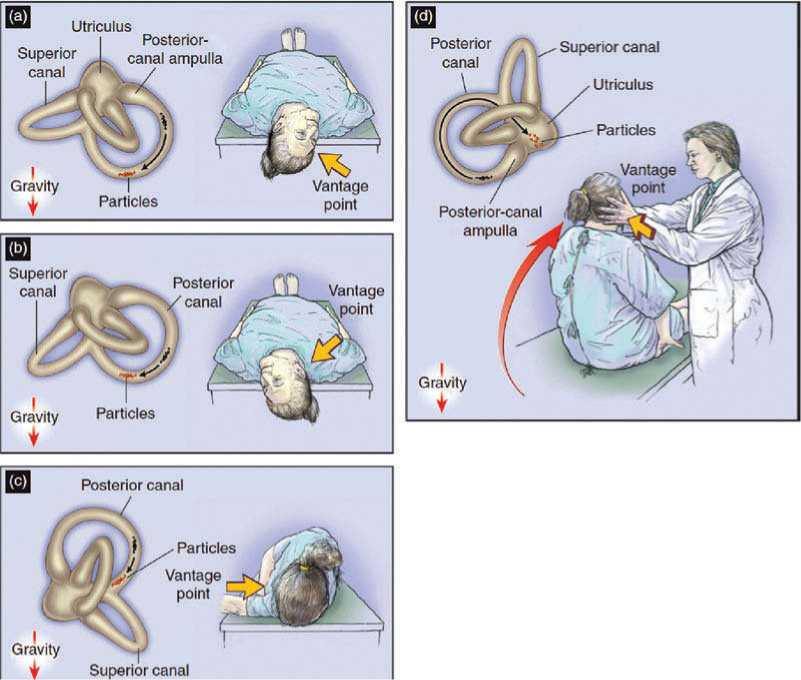 (a)
Utriculus
Superior
canal
Posterior-
canal ampulla
Gravity
Particles
Vantage
point
(b)
Superior
canal
Posterior
canal
Vantage
point
Gravity
Particles
(c)
Posterior canal
Particles
Vantage
point
Gravity
Superior canal
(d)
Posterior
canal
Superior canal
Utriculus
Particles
Vantage
point
Posterior-canal
ampulla
Gravity